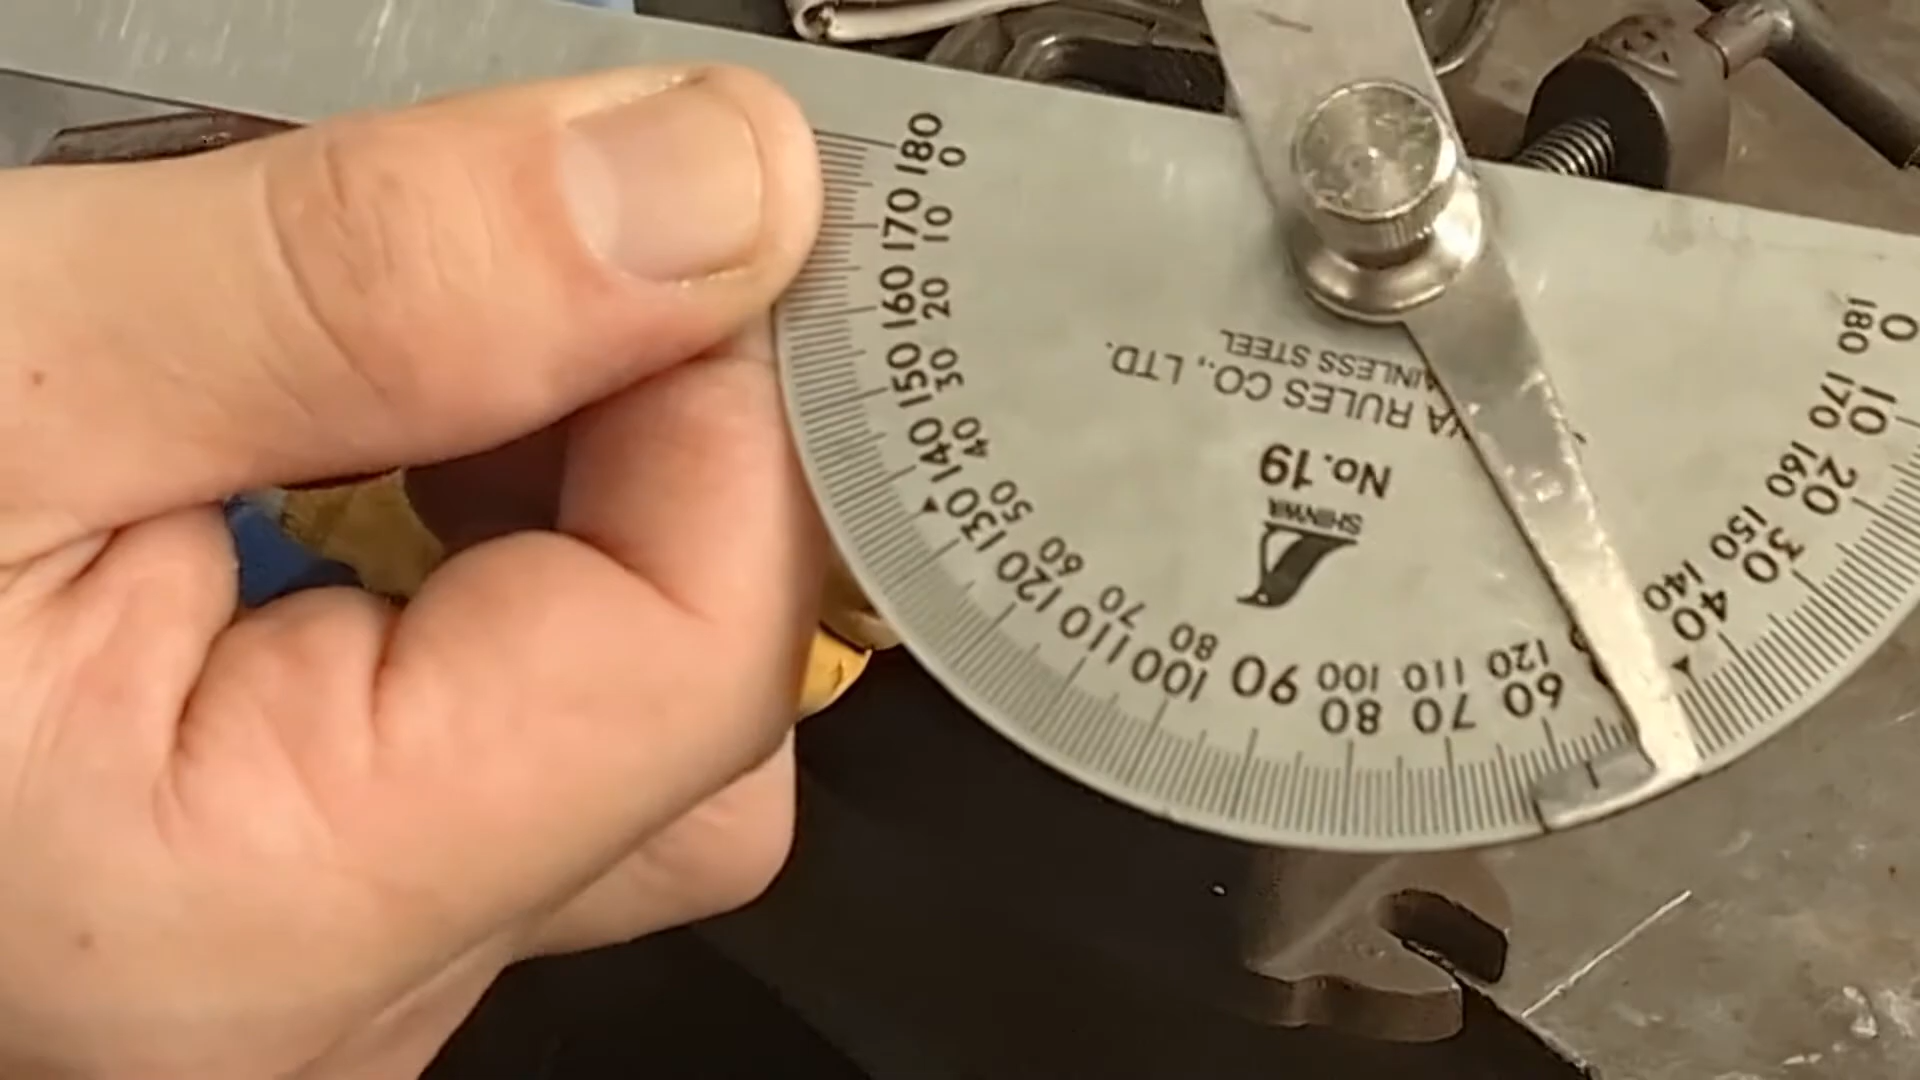 180 170 160 150 140 130 120 110 100 90 80 70 60 40 30 20 10 0
0 10 20 30 40 50 60 70 80 100 110 120 140 150 160 170 180
SHINWA
No.19
RULES CO., LTD.
STEEL